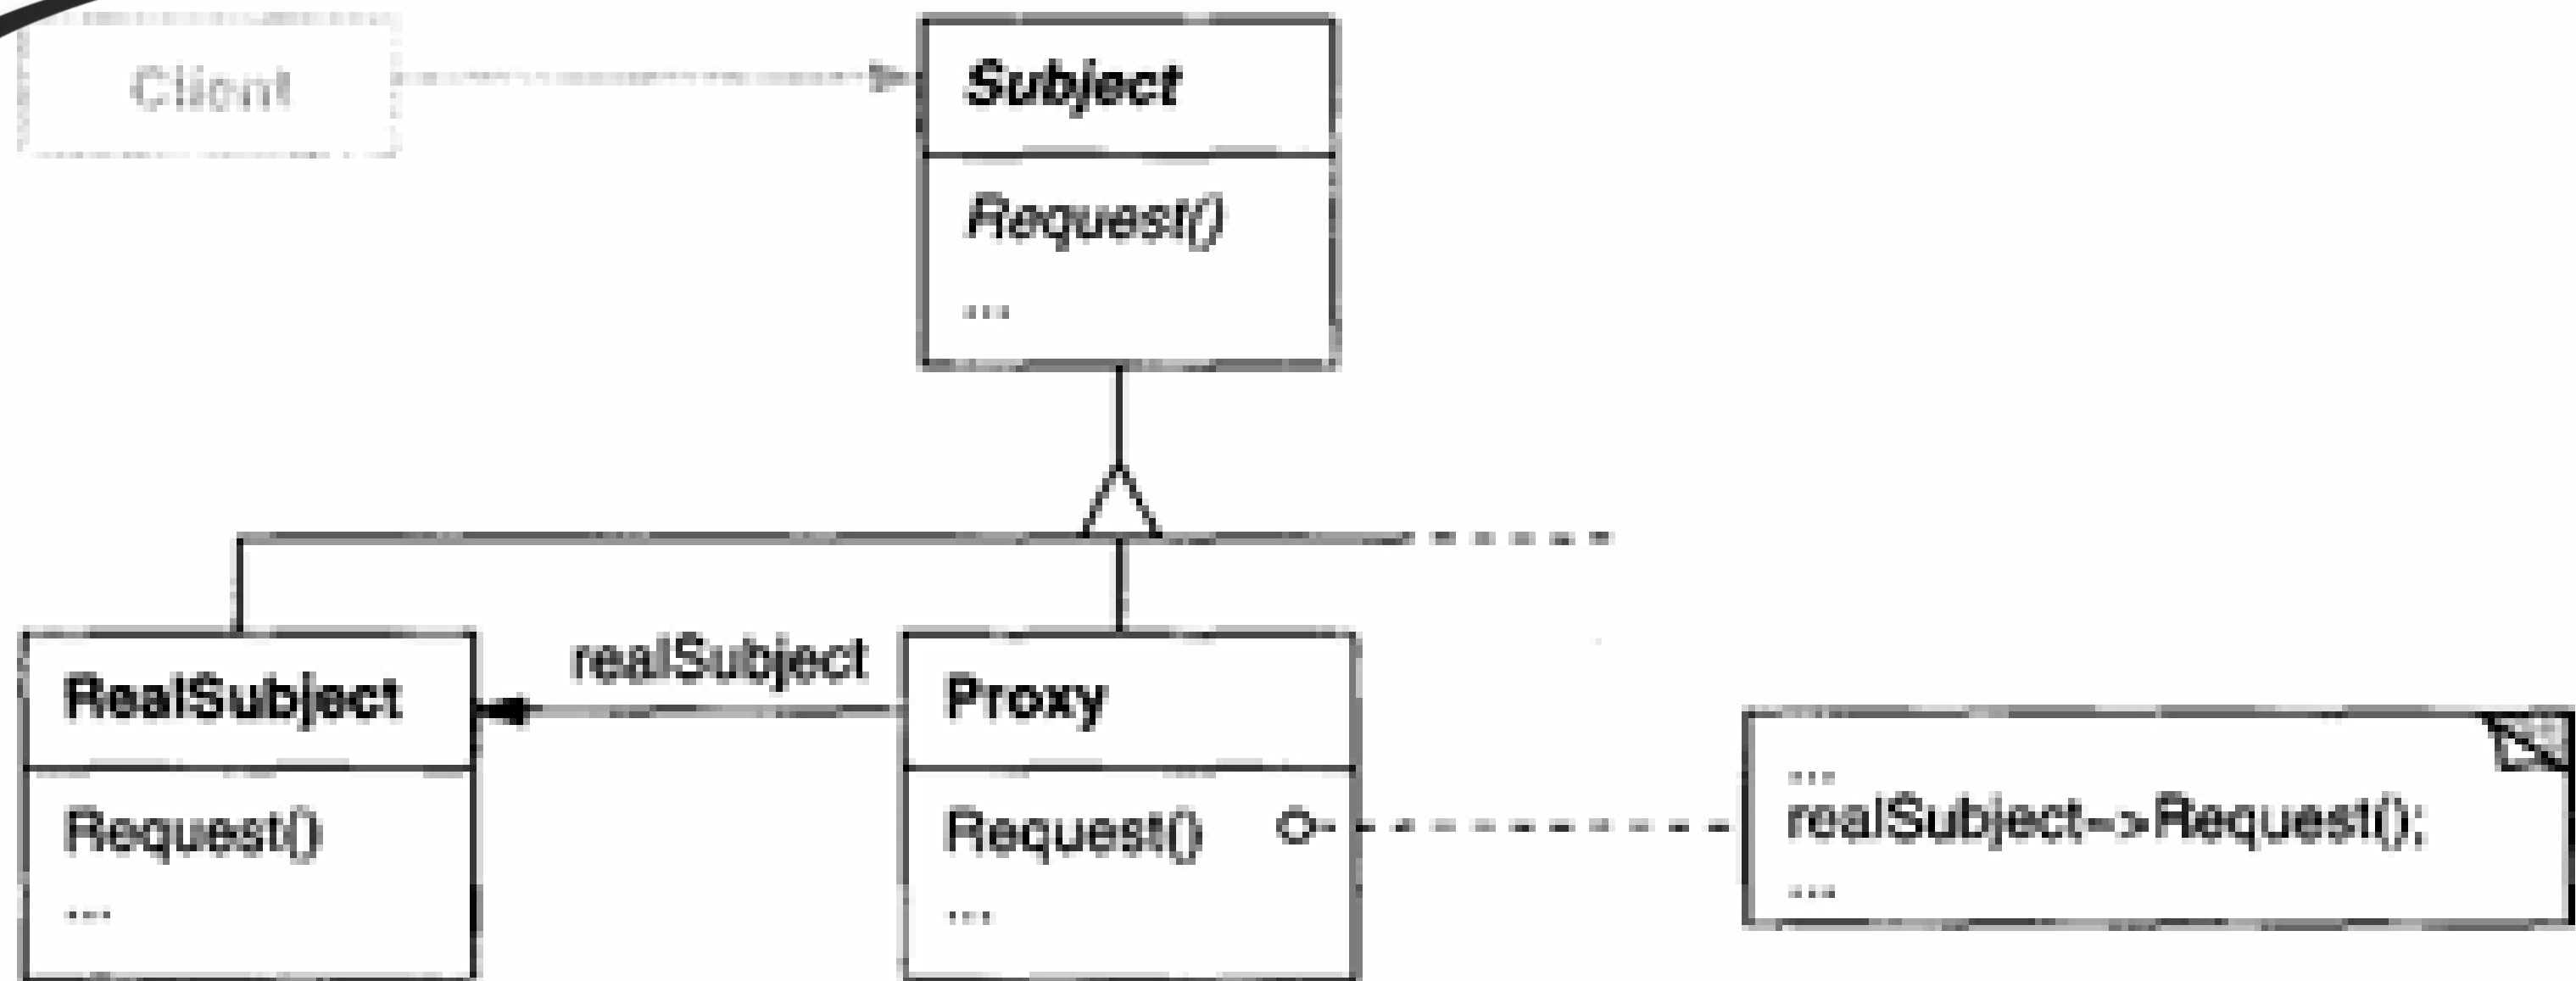 Client
Subject
Request()
...
realSubject
RealSubject
Proxy
Request()
...
Request()
...
...
realSubject->Request();
...